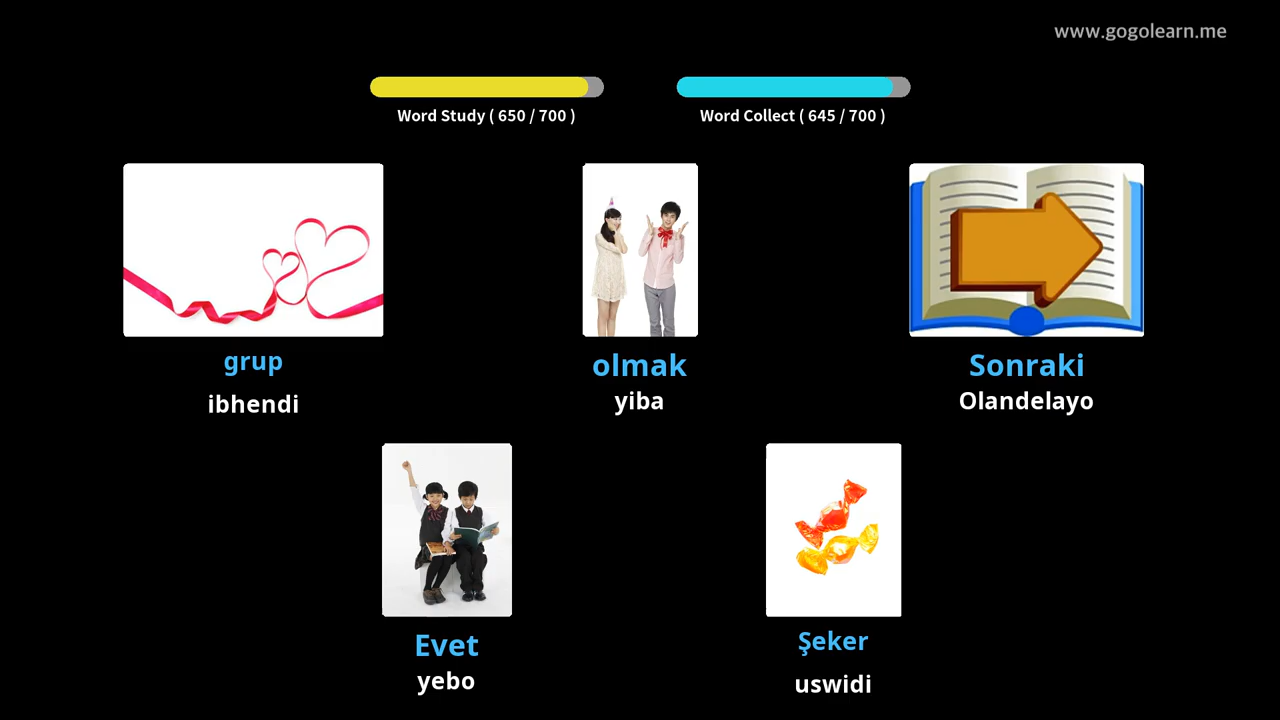 www.gogolearn.me
Word Study ( 650 / 700 )
Word Collect ( 645 / 700 )
grup
ibhendi
olmak
yiba
Sonraki
Olandelayo
Evet
yebo
Şeker
uswidi